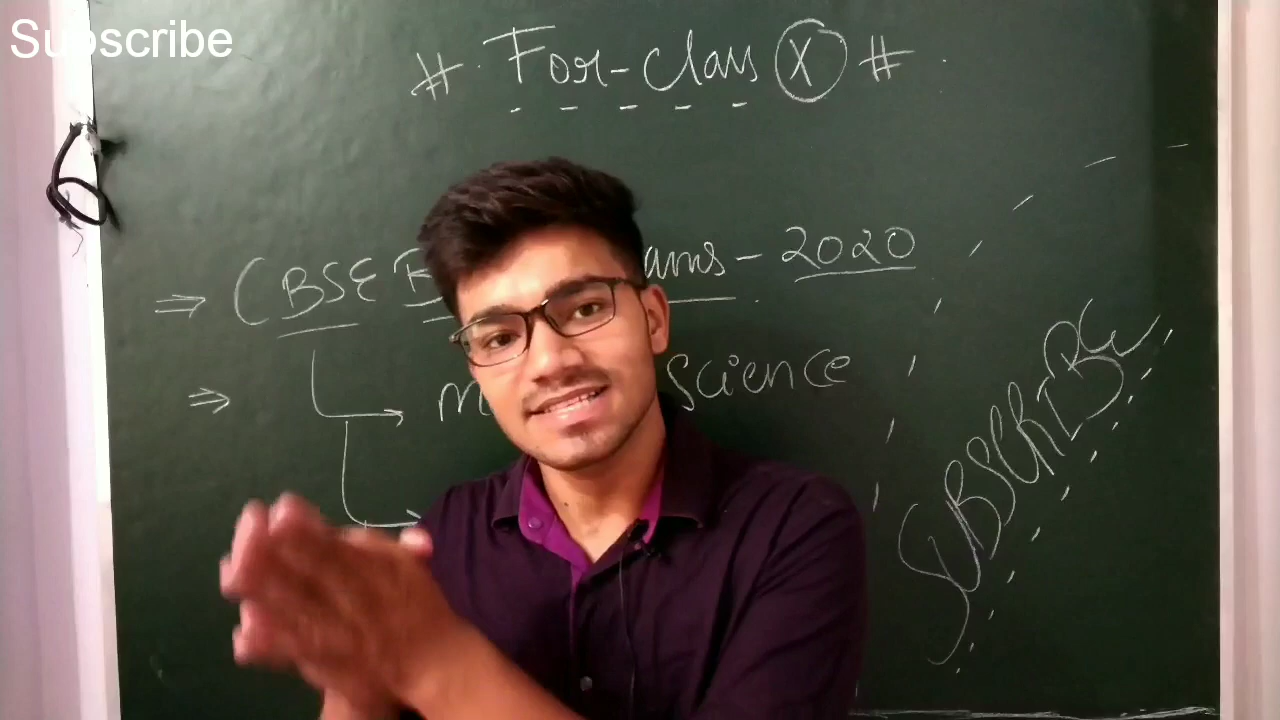 Subscribe
# For-class X #
⇒ CBSE B ams - 2020
⇒ M Science
SUBSCRIBE